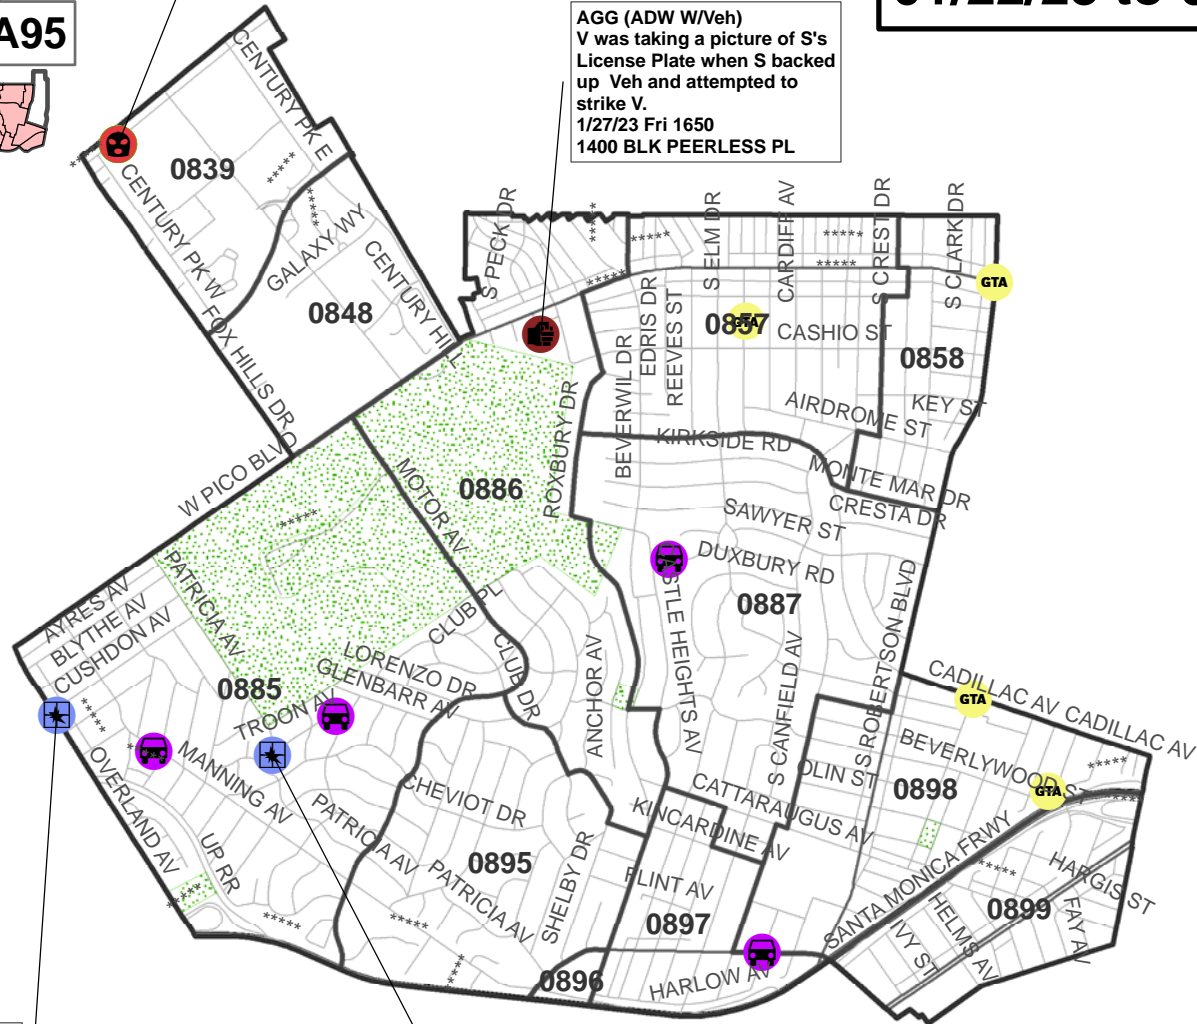 A95
AGG (ADW W/Veh)
V was taking a picture of S's
License Plate when S backed
up Veh and attempted to
strike V.
1/27/23 Fri 1650
1400 BLK PEERLESS PL
CENTURY PK E
0839
CENTURY PK W
GALAXY WY
CENTURY HILL
0848
FOX HILLS DR
W PICO BLVD
S PECK DR
S ELM DR
CARDIFF AV
S CREST DR
S CLARK DR
GTA
EDRIS DR
REEVES ST
BEVERWIL DR
0857
GTA
CASHIO ST
0858
AIRDROME ST
KEY ST
KIRKSIDE RD
MONTE MAR DR
CRESTA DR
ROXBURY DR
0886
MOTOR AV
SAWYER ST
DUXBURY RD
0887
S ROBERTSON BLVD
STLE HEIGHTS AV
S CANFIELD AV
ANCHOR AV
PATRICIA AV
AYRES AV
BLYTHE AV
CUSHDON AV
0885
CLUB PL
CLUB DR
LORENZO DR
GLENBARR AV
TROON AV
MANNING AV
OVERLAND AV
UP RR
PATRICIA AV
PATRICIA AV
CHEVIOT DR
0895
SHELBY DR
KINCARDINE AV
CATTARAUGUS AV
OLIN ST
FLINT AV
0897
0896
HARLOW AV
CADILLAC AV
CADILLAC AV
GTA
BEVERLYWOOD ST
0898
GTA
SANTA MONICA FRWY
HARGIS ST
0899
IVY ST
HELMS AV
FAY AV